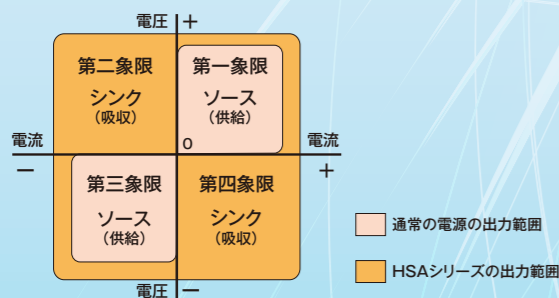 電圧 +
第二象限
シンク
(吸収)
第一象限
ソース
(供給)
電流
−
0
電流
+
第三象限
ソース
(供給)
第四象限
シンク
(吸収)
電圧 −
通常の電源の出力範囲
HSAシリーズの出力範囲